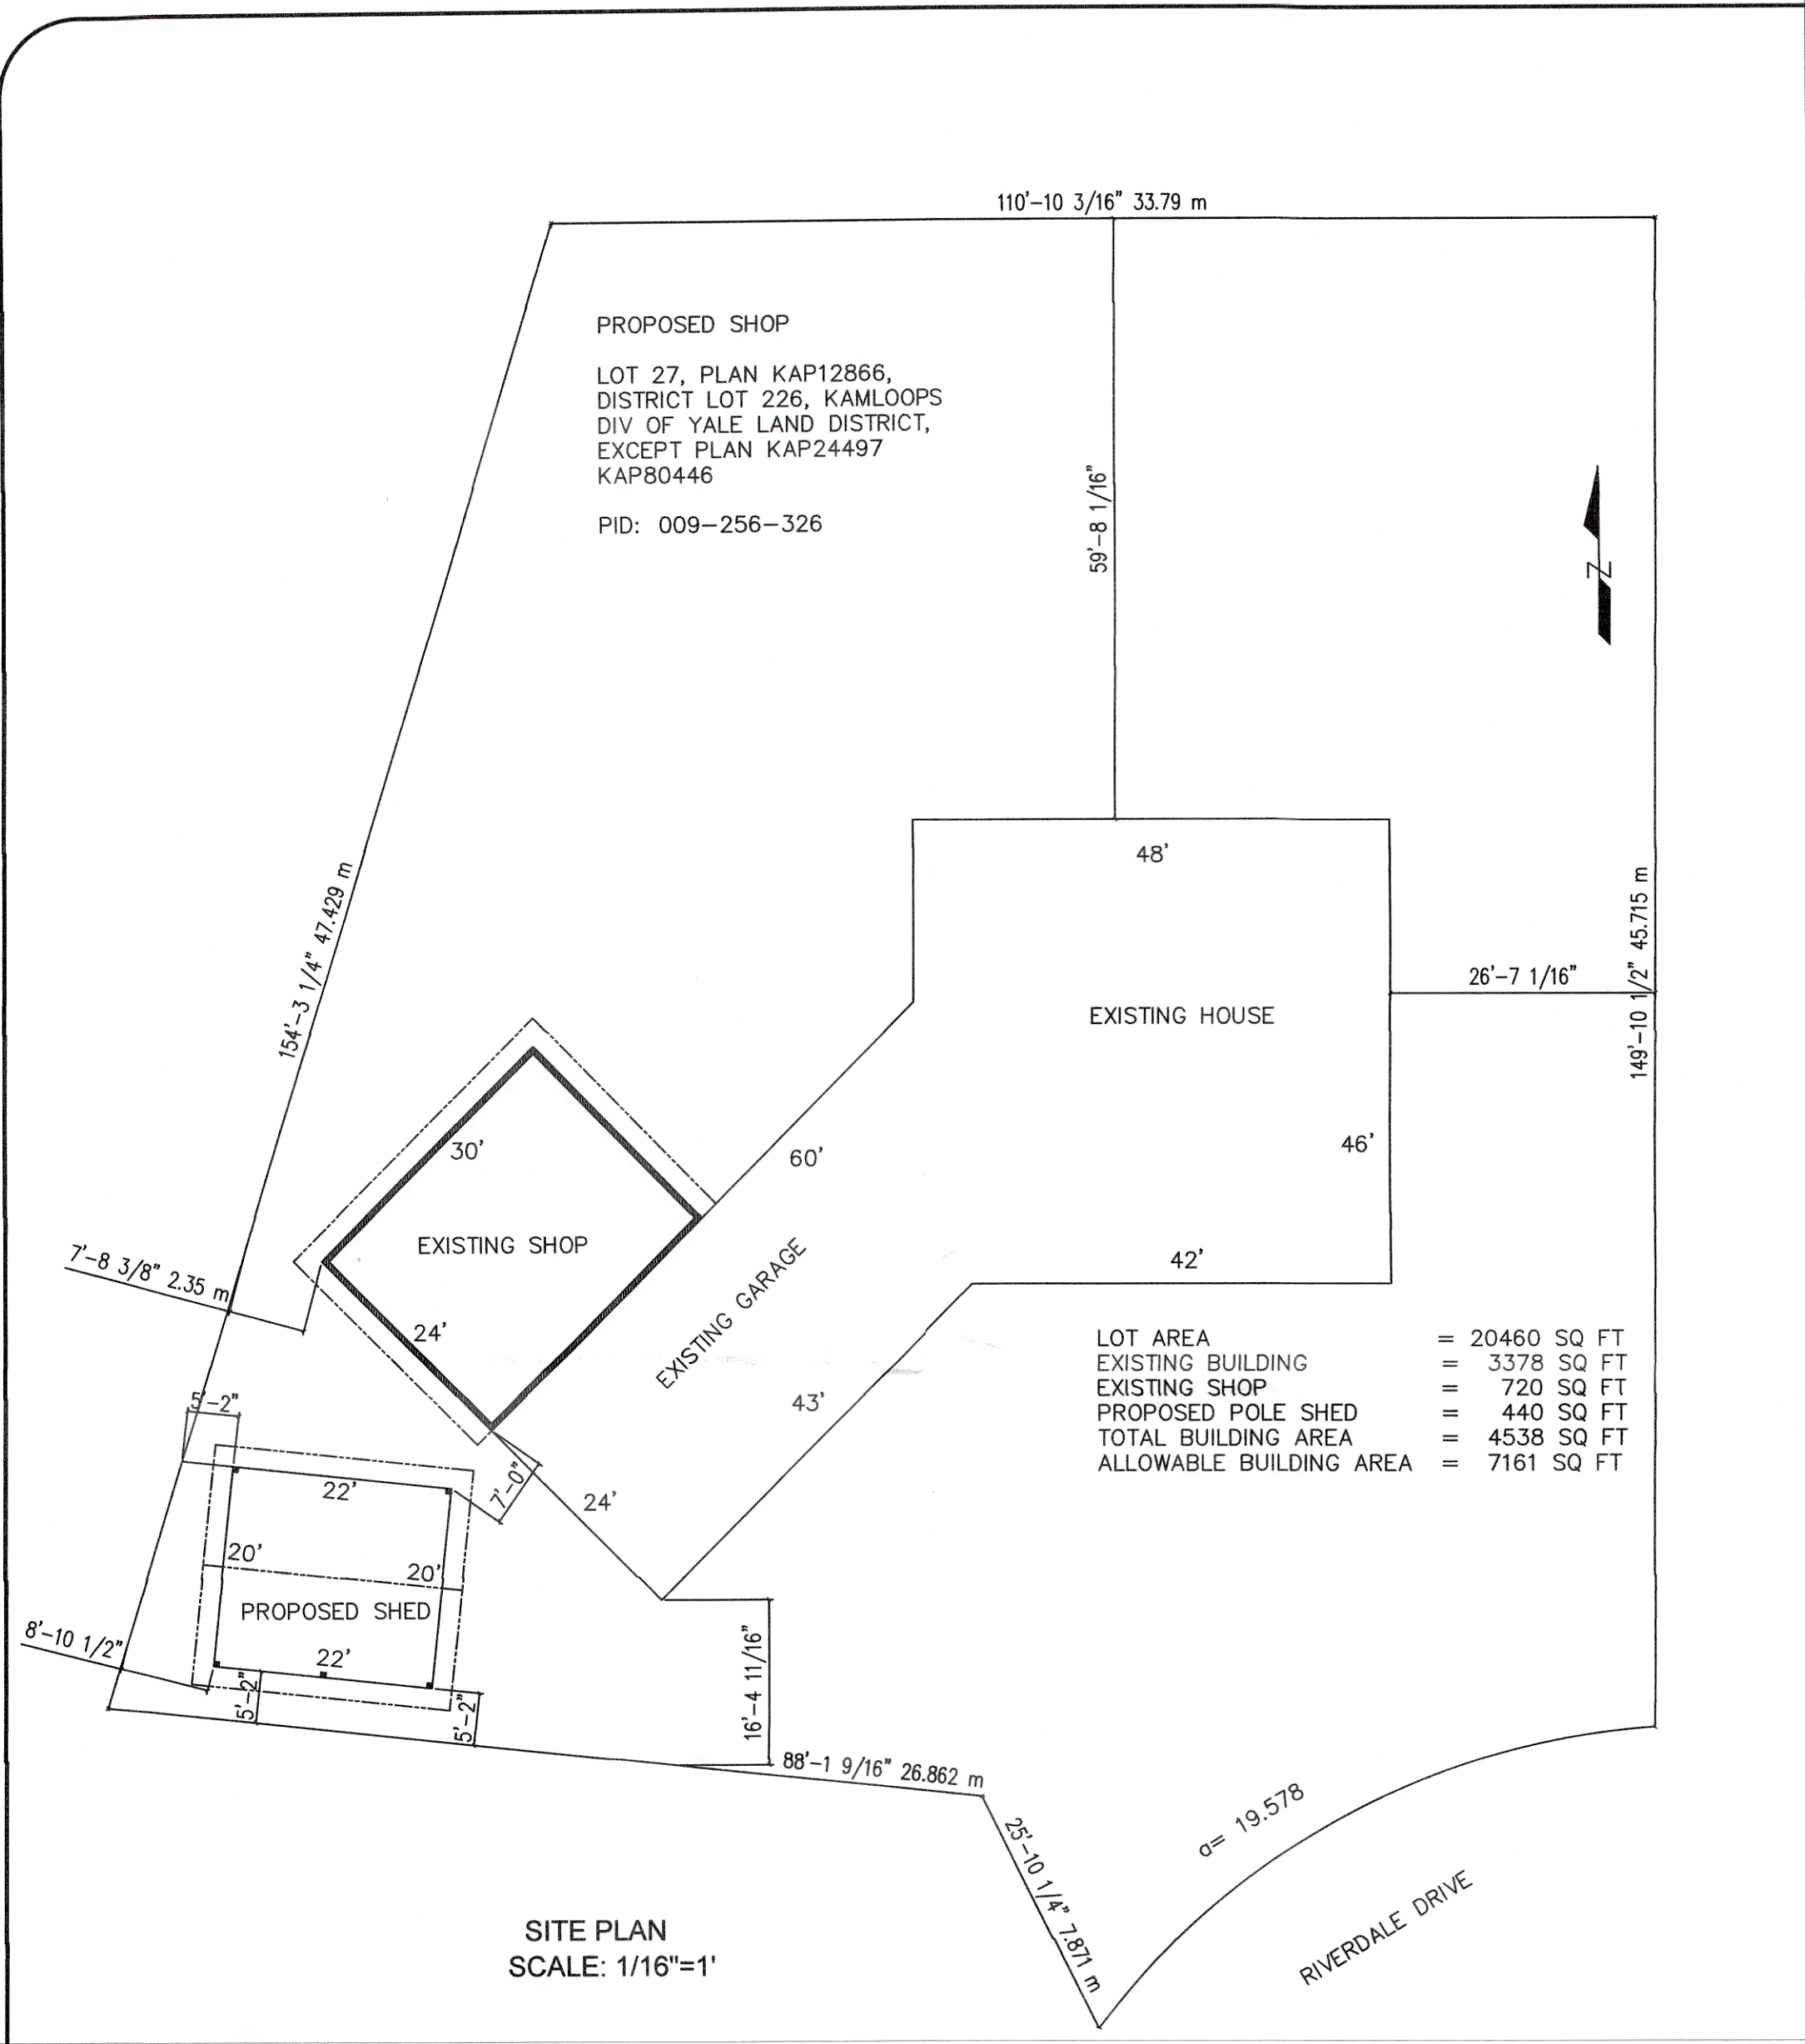 110'-10 3/16" 33.79 m
PROPOSED SHOP
LOT 27, PLAN KAP12866,
DISTRICT LOT 226, KAMLOOPS
DIV OF YALE LAND DISTRICT,
EXCEPT PLAN KAP24497
KAP80446
PID: 009-256-326
59'-8 1/16"
N
48'
154'-3 1/4" 47.429 m
149'-10 1/2" 45.715 m
26'-7 1/16"
EXISTING HOUSE
30'
60'
46'
EXISTING SHOP
7'-8 3/8" 2.35 m
42'
EXISTING GARAGE
24'
43'
LOT AREA = 20460 SQ FT
EXISTING BUILDING = 3378 SQ FT
EXISTING SHOP = 720 SQ FT
PROPOSED POLE SHED = 440 SQ FT
TOTAL BUILDING AREA = 4538 SQ FT
ALLOWABLE BUILDING AREA = 7161 SQ FT
5'-2"
22'
7'-0"
24'
20'
20'
PROPOSED SHED
8'-10 1/2"
22'
5'-2"
5'-2"
16'-4 11/16"
88'-1 9/16" 26.862 m
25'-10 1/4" 7.871 m
a= 19.578
RIVERDALE DRIVE
SITE PLAN
SCALE: 1/16"=1'